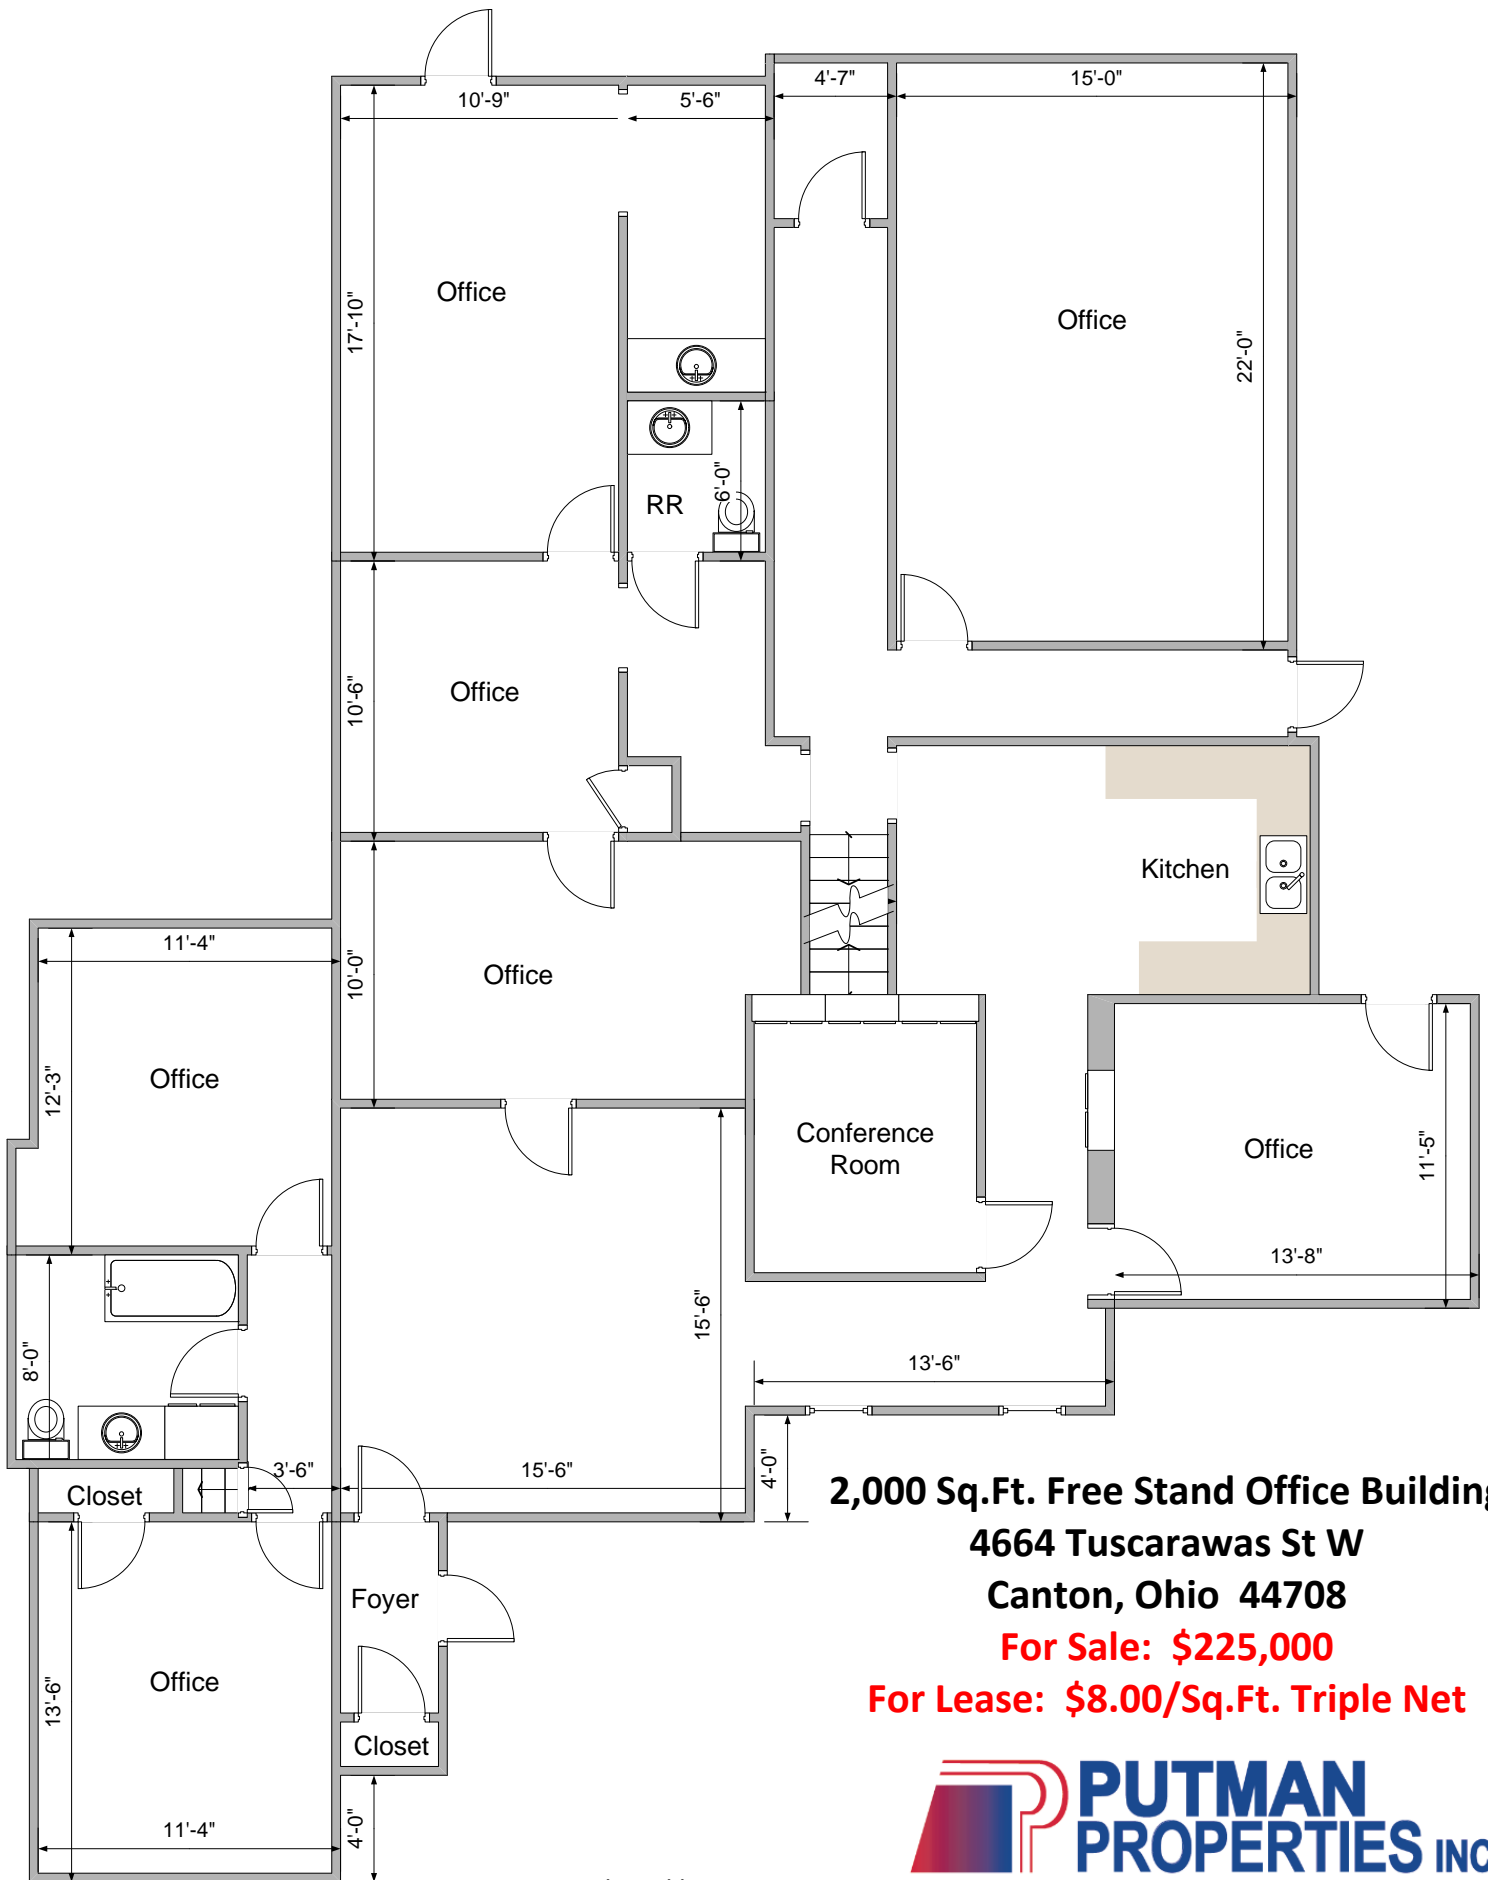 4'-7"
15'-0"
10'-9"
5'-6"
Office
Office
17'-10"
22'-0"
6'-0"
RR
Office
10'-6"
Kitchen
11'-4"
Office
10'-0"
Office
12'-3"
Conference
Room
Office
11'-5"
13'-8"
15'-6"
8'-0"
13'-6"
3'-6"
15'-6"
4'-0"
Closet
2,000 Sq.Ft. Free Stand Office Building
4664 Tuscarawas St W
Canton, Ohio 44708
For Sale: $225,000
For Lease: $8.00/Sq.Ft. Triple Net
Foyer
Office
13'-6"
Closet
11'-4"
4'-0"
PUTMAN
PROPERTIES INC